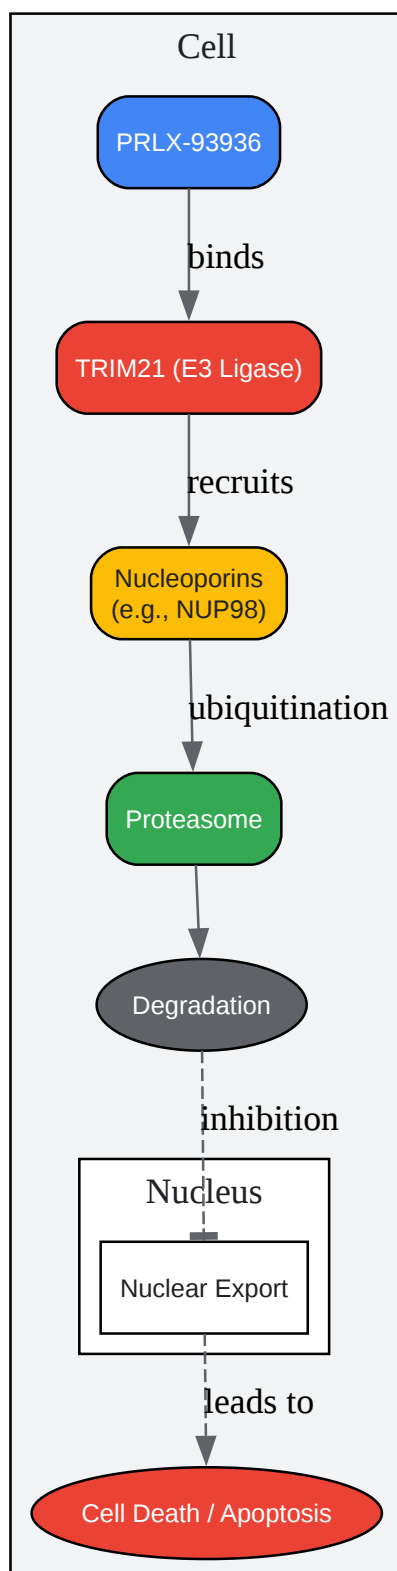 Cell
PRLX-93936
binds
TRIM21 (E3 Ligase)
recruits
Nucleoporins
(e.g., NUP98)
ubiquitination
Proteasome
Degradation
inhibition
Nucleus
Nuclear Export
leads to
Cell Death / Apoptosis